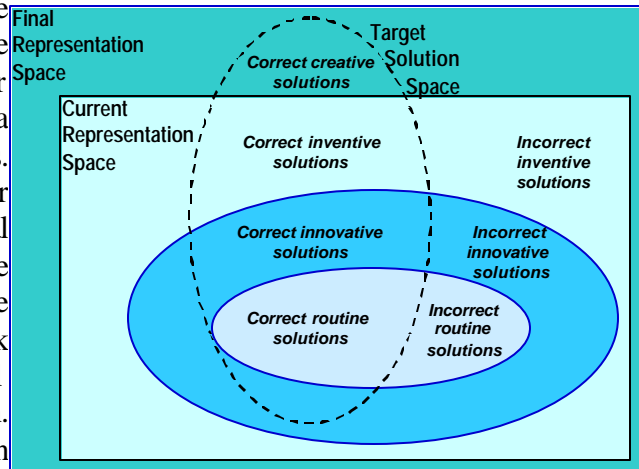 Final
Representation
Space
Target
Solution
Space
Correct creative
solutions
Current
Representation
Space
Correct inventive
solutions
Incorrect
inventive
solutions
Correct innovative
solutions
Incorrect
innovative
solutions
Correct routine
solutions
Incorrect
routine
solutions